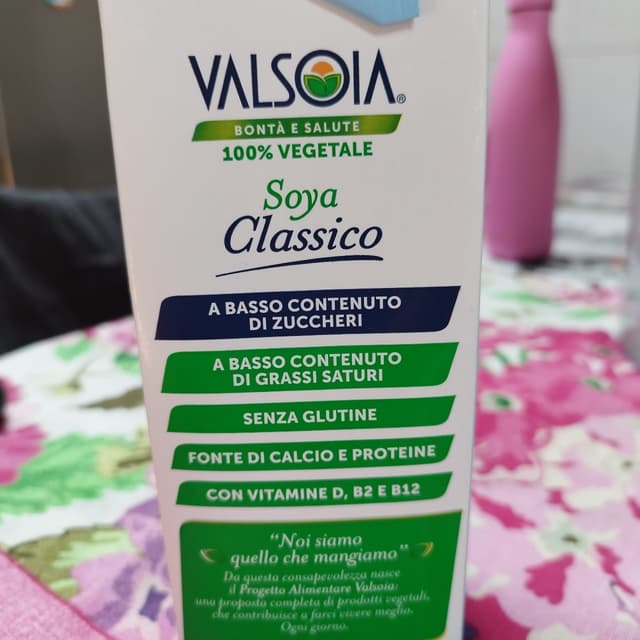 VALSOIA®
BONTÀ E SALUTE
100% VEGETALE
Soya
Classico
A BASSO CONTENUTO
DI ZUCCHERI
A BASSO CONTENUTO
DI GRASSI SATURI
SENZA GLUTINE
FONTE DI CALCIO E PROTEINE
CON VITAMINE D, B2 E B12
“Noi siamo
quello che mangiamo”
Da questa consapevolezza nasce
il Progetto Alimentare Valsoia:
una proposta completa di prodotti vegetali,
che contribuisce a farci vivere meglio.
Ogni giorno.